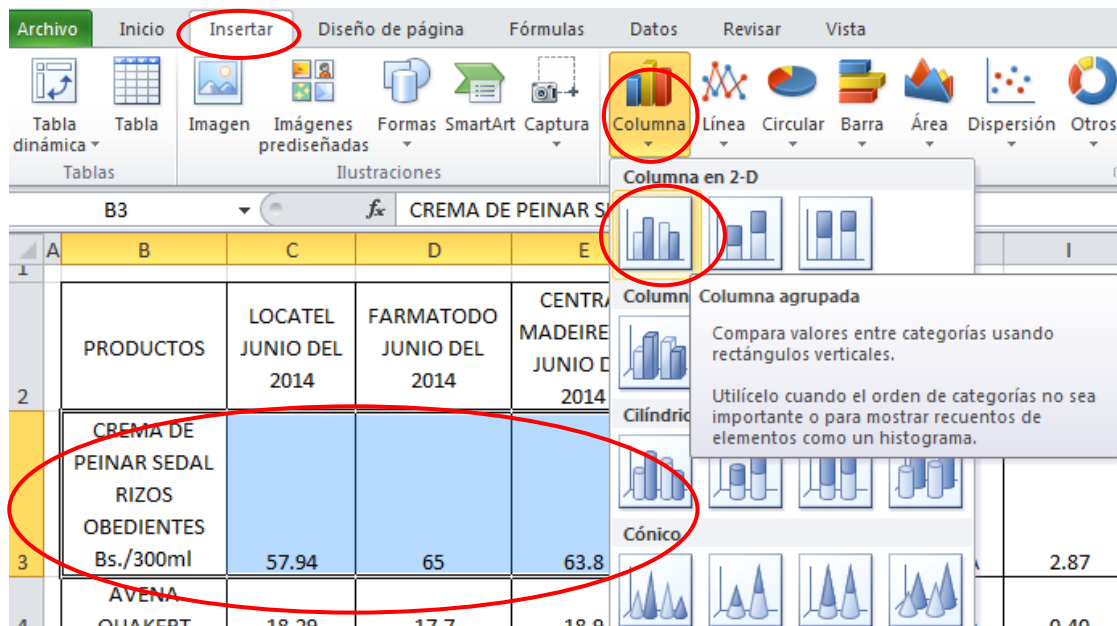 Archivo Inicio Insertar Diseño de página Fórmulas Datos Revisar Vista
Tabla dinámica
Tabla
Imagen
Imágenes prediseñadas
Formas
SmartArt
Captura
Columna
Línea
Circular
Barra
Área
Dispersión
Otros
Tablas
Ilustraciones
Columna en 2-D
B3
fx
CREMA DE PEINAR S
A B C D E I
1
Column
Columna agrupada
Compara valores entre categorías usando
rectángulos verticales.
Utilícelo cuando el orden de categorías no sea
importante o para mostrar recuentos de
elementos como un histograma.
Cilíndric
Cónico
2
PRODUCTOS
LOCATEL
JUNIO DEL
2014
FARMATODO
JUNIO DEL
2014
CENTRA
MADEIRE
JUNIO D
2014
3
CREMA DE
PEINAR SEDAL
RIZOS
OBEDIENTES
Bs./300ml
57.94
65
63.8
2.87
4
AVENA
QUAKERT
18.29
17.7
18.9
0.40